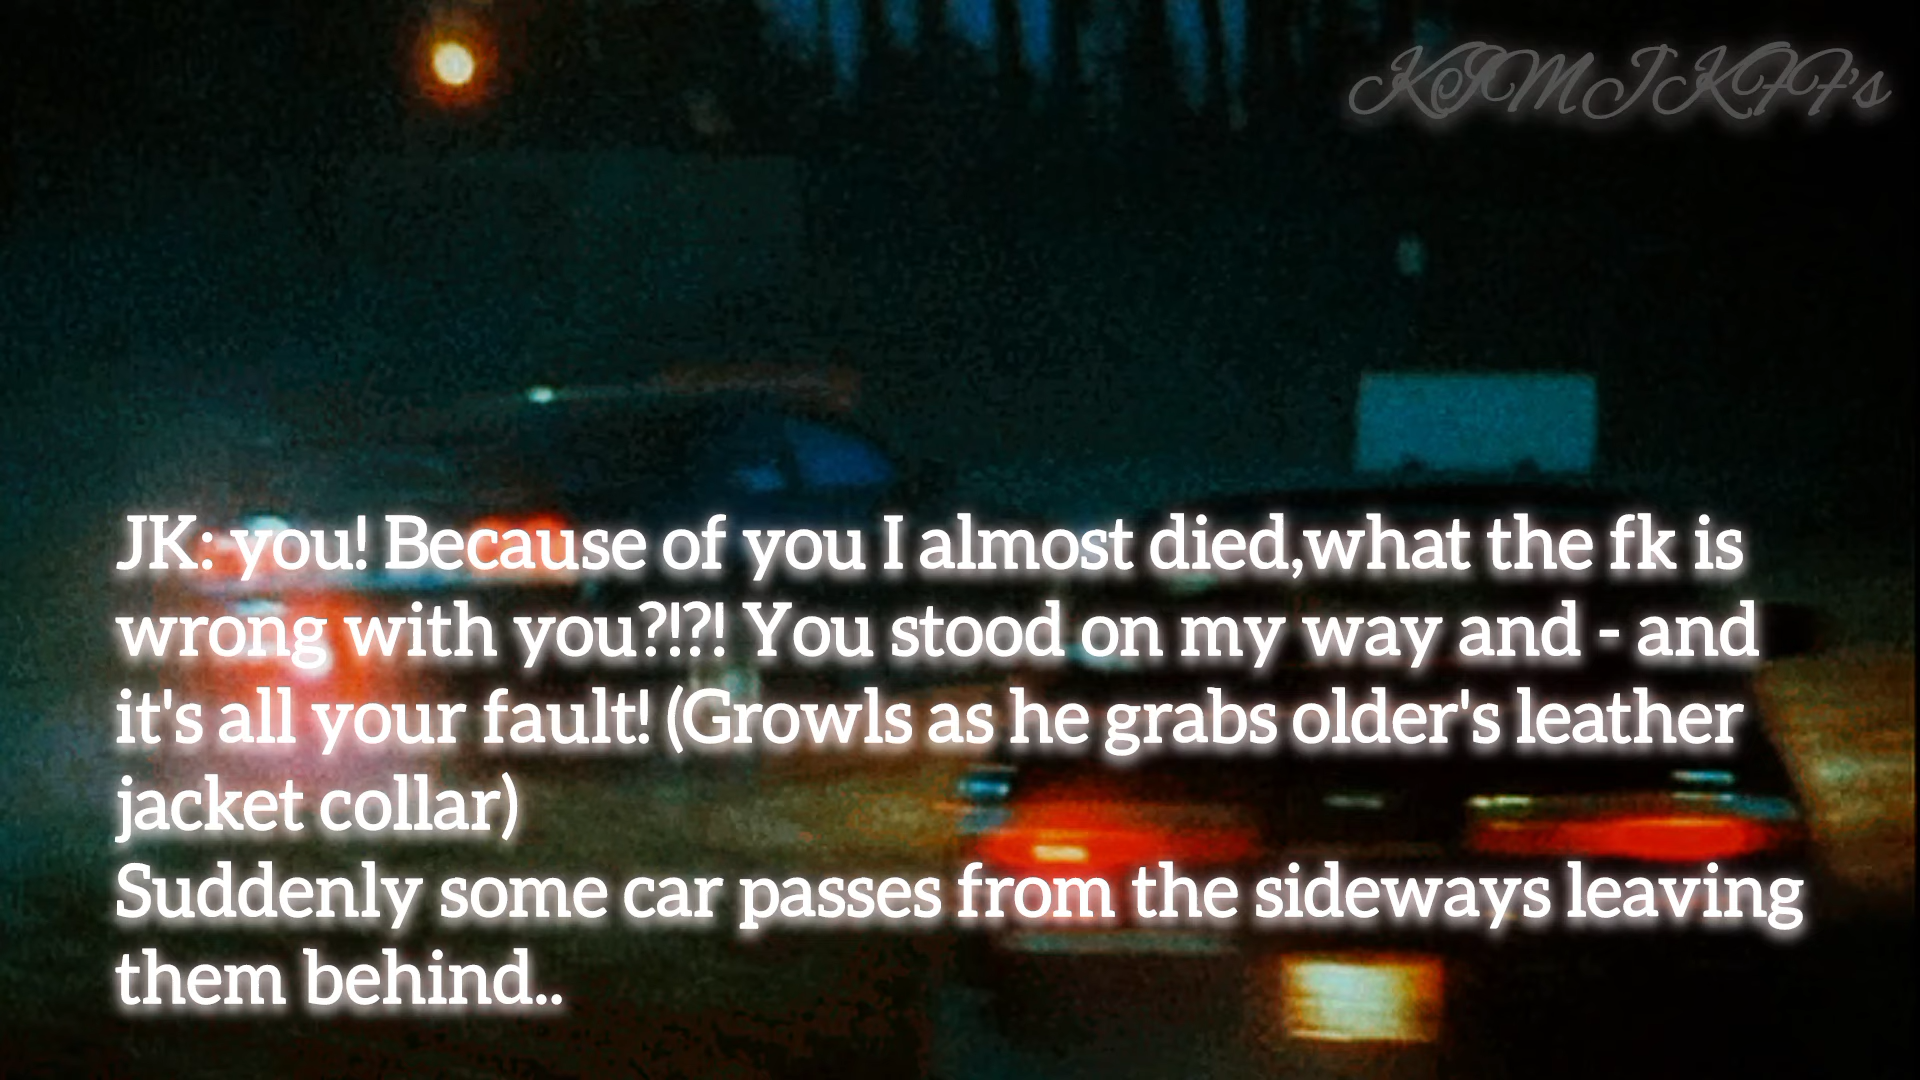 KIMJKFF's
JK: you! Because of you I almost died,what the fk is
wrong with you?!?! You stood on my way and - and
it's all your fault! (Growls as he grabs older's leather
jacket collar)
Suddenly some car passes from the sideways leaving
them behind..